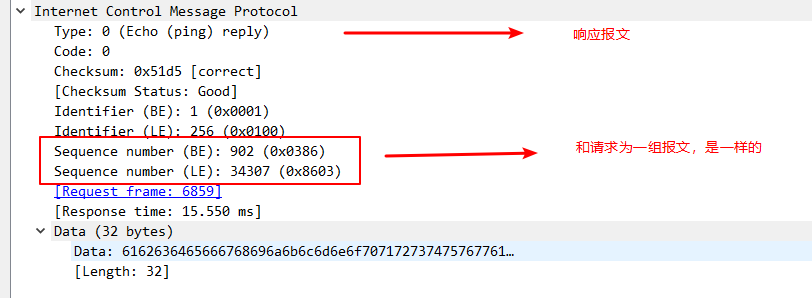 Internet Control Message Protocol
Type: 0 (Echo (ping) reply)
响应报文
Code: 0
Checksum: 0x51d5 [correct]
[Checksum Status: Good]
Identifier (BE): 1 (0x0001)
Identifier (LE): 256 (0x0100)
Sequence number (BE): 902 (0x0386)
和请求为一组报文，是一样的
Sequence number (LE): 34307 (0x8603)
[Request frame: 6859]
[Response time: 15.550 ms]
Data (32 bytes)
Data: 6162636465666768696a6b6c6d6e6f707172737475767761…
[Length: 32]